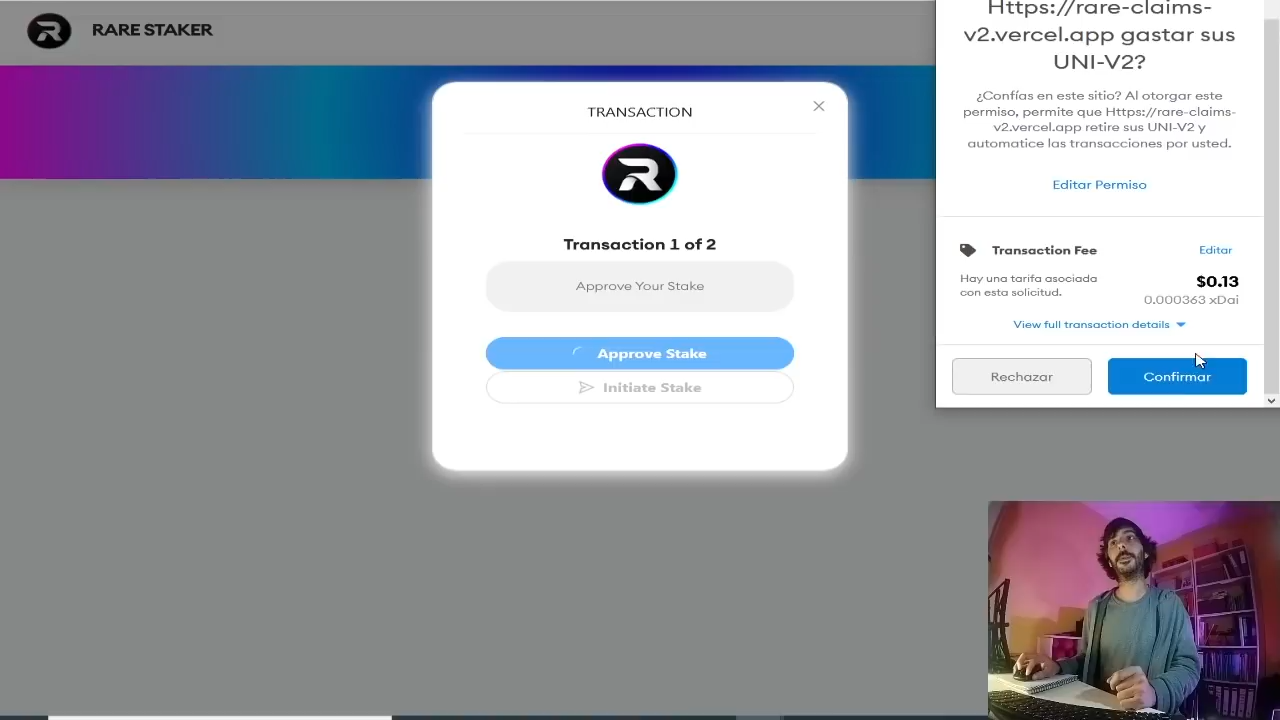 RARE STAKER
TRANSACTION
Transaction 1 of 2
Approve Your Stake
Approve Stake
Initiate Stake
Https://rare-claims-
v2.vercel.app gastar sus
UNI-V2?
¿Confías en este sitio? Al otorgar este
permiso, permite que Https://rare-claims-
v2.vercel.app retire sus UNI-V2 y
automatice las transacciones por usted.
Editar Permiso
Transaction Fee
Editar
Hay una tarifa asociada
con esta solicitud.
$0.13
0.000363 xDai
View full transaction details
Rechazar
Confirmar